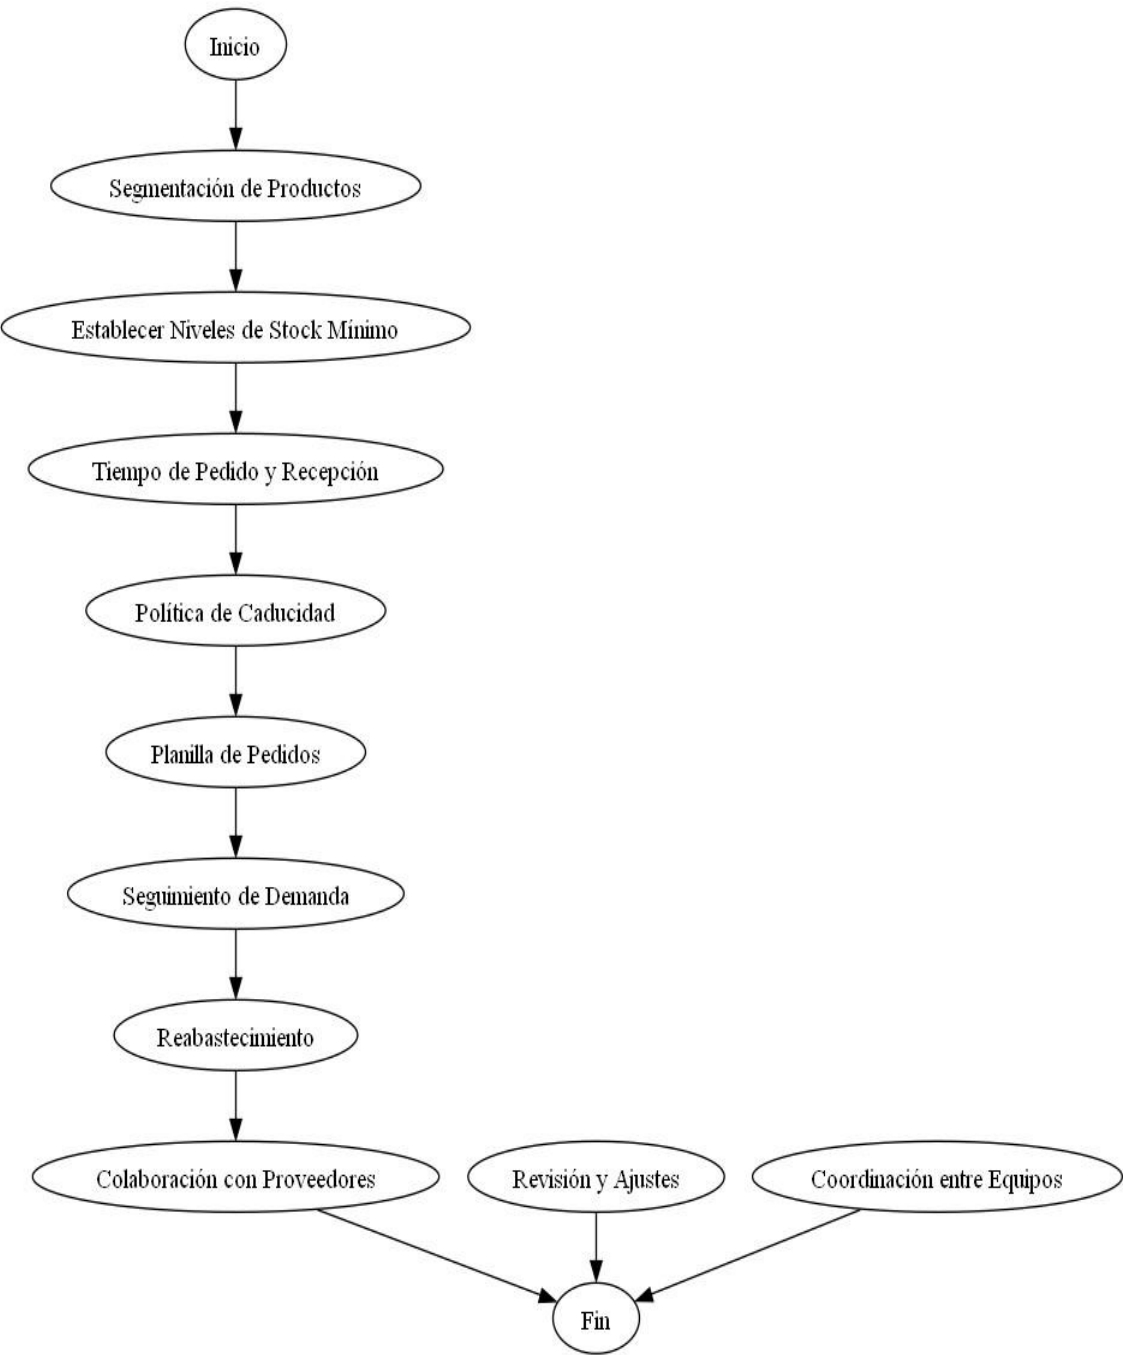 Inicio
Segmentación de Productos
Establecer Niveles de Stock Mínimo
Tiempo de Pedido y Recepción
Política de Caducidad
Planilla de Pedidos
Seguimiento de Demanda
Reabastecimiento
Colaboración con Proveedores
Revisión y Ajustes
Coordinación entre Equipos
Fin